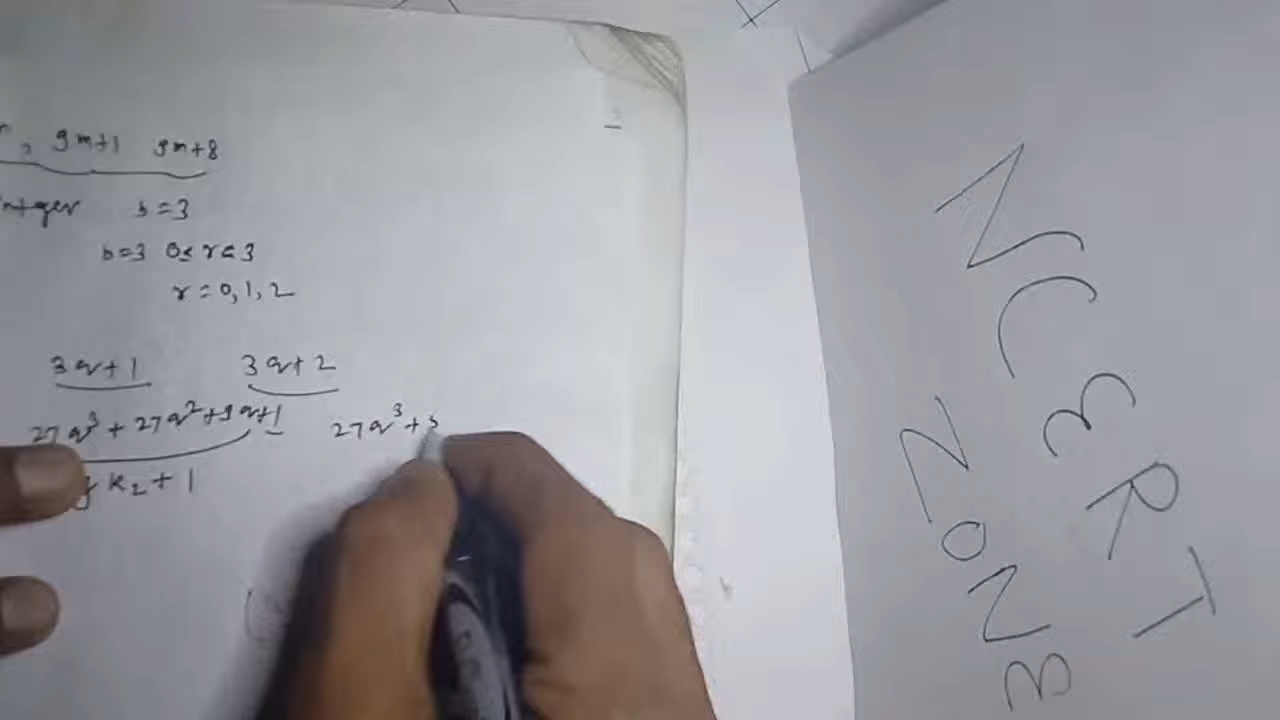 , 9m+1 9m+8
nteger b=3
b=3 0≤r<3
r=0,1,2
3q+1 3q+2
27q³+27q²+9q+1 27q³+5
k₂+1
NCERT
ZONE